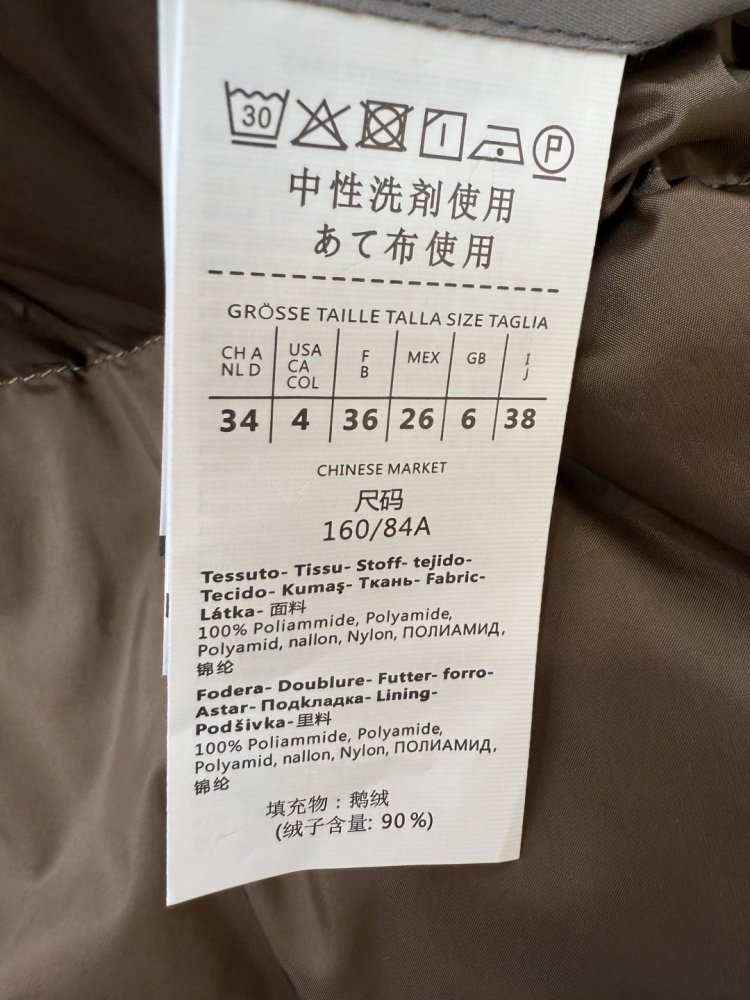 30 P
中性洗剤使用
あて布使用
GRÖSSE TAILLE TALLA SIZE TAGLIA
CH A NL D USA CA COL F B MEX GB I J
34 4 36 26 6 38
CHINESE MARKET
尺码
160/84A
Tessuto- Tissu- Stoff- tejido-
Tecido- Kumaş- Ткань- Fabric-
Látka- 面料
100% Poliammide, Polyamide,
Polyamid, nallon, Nylon, ПОЛИАМИД,
锦纶
Fodera- Doublure- Futter- forro-
Astar- Подkладка- Lining-
Podšivka- 里料
100% Poliammide, Polyamide,
Polyamid, nallon, Nylon, ПОЛИАМИД,
锦纶
填充物：鹅绒
(绒子含量: 90%)